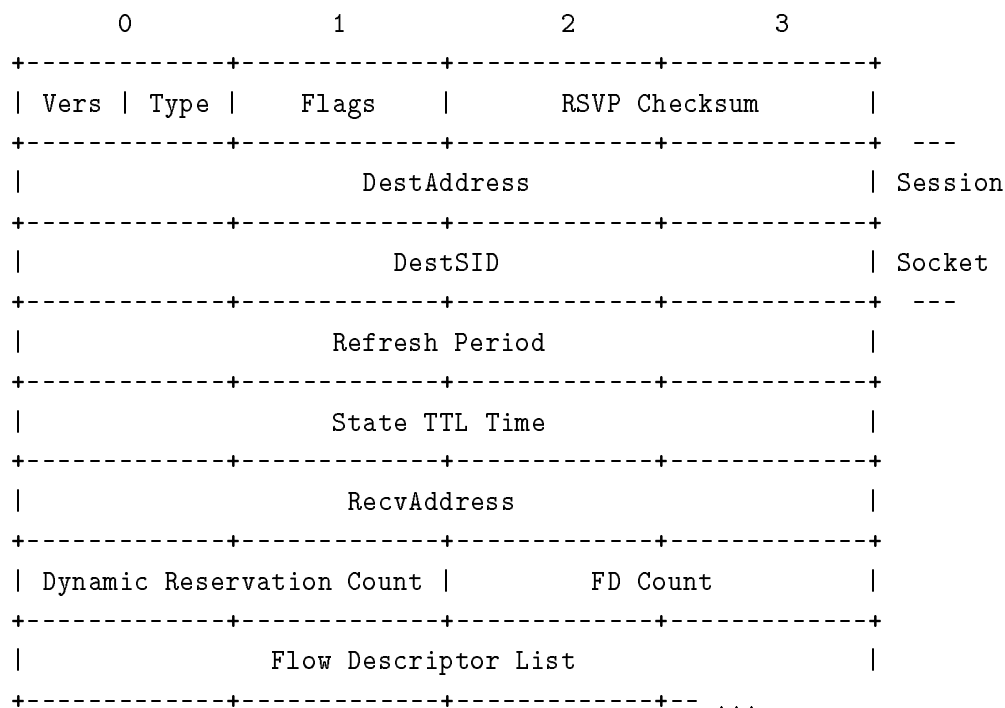 0 1 2 3
+-------------+-------------+-------------+-------------+
| Vers | Type | Flags | RSVP Checksum |
+-------------+-------------+-------------+-------------+ ---
| DestAddress | Session
+-------------+-------------+-------------+-------------+
| DestSID | Socket
+-------------+-------------+-------------+-------------+ ---
| Refresh Period |
+-------------+-------------+-------------+-------------+
| State TTL Time |
+-------------+-------------+-------------+-------------+
| RecvAddress |
+-------------+-------------+-------------+-------------+
| Dynamic Reservation Count | FD Count |
+-------------+-------------+-------------+-------------+
| Flow Descriptor List |
+-------------+-------------+-------------+-- ...